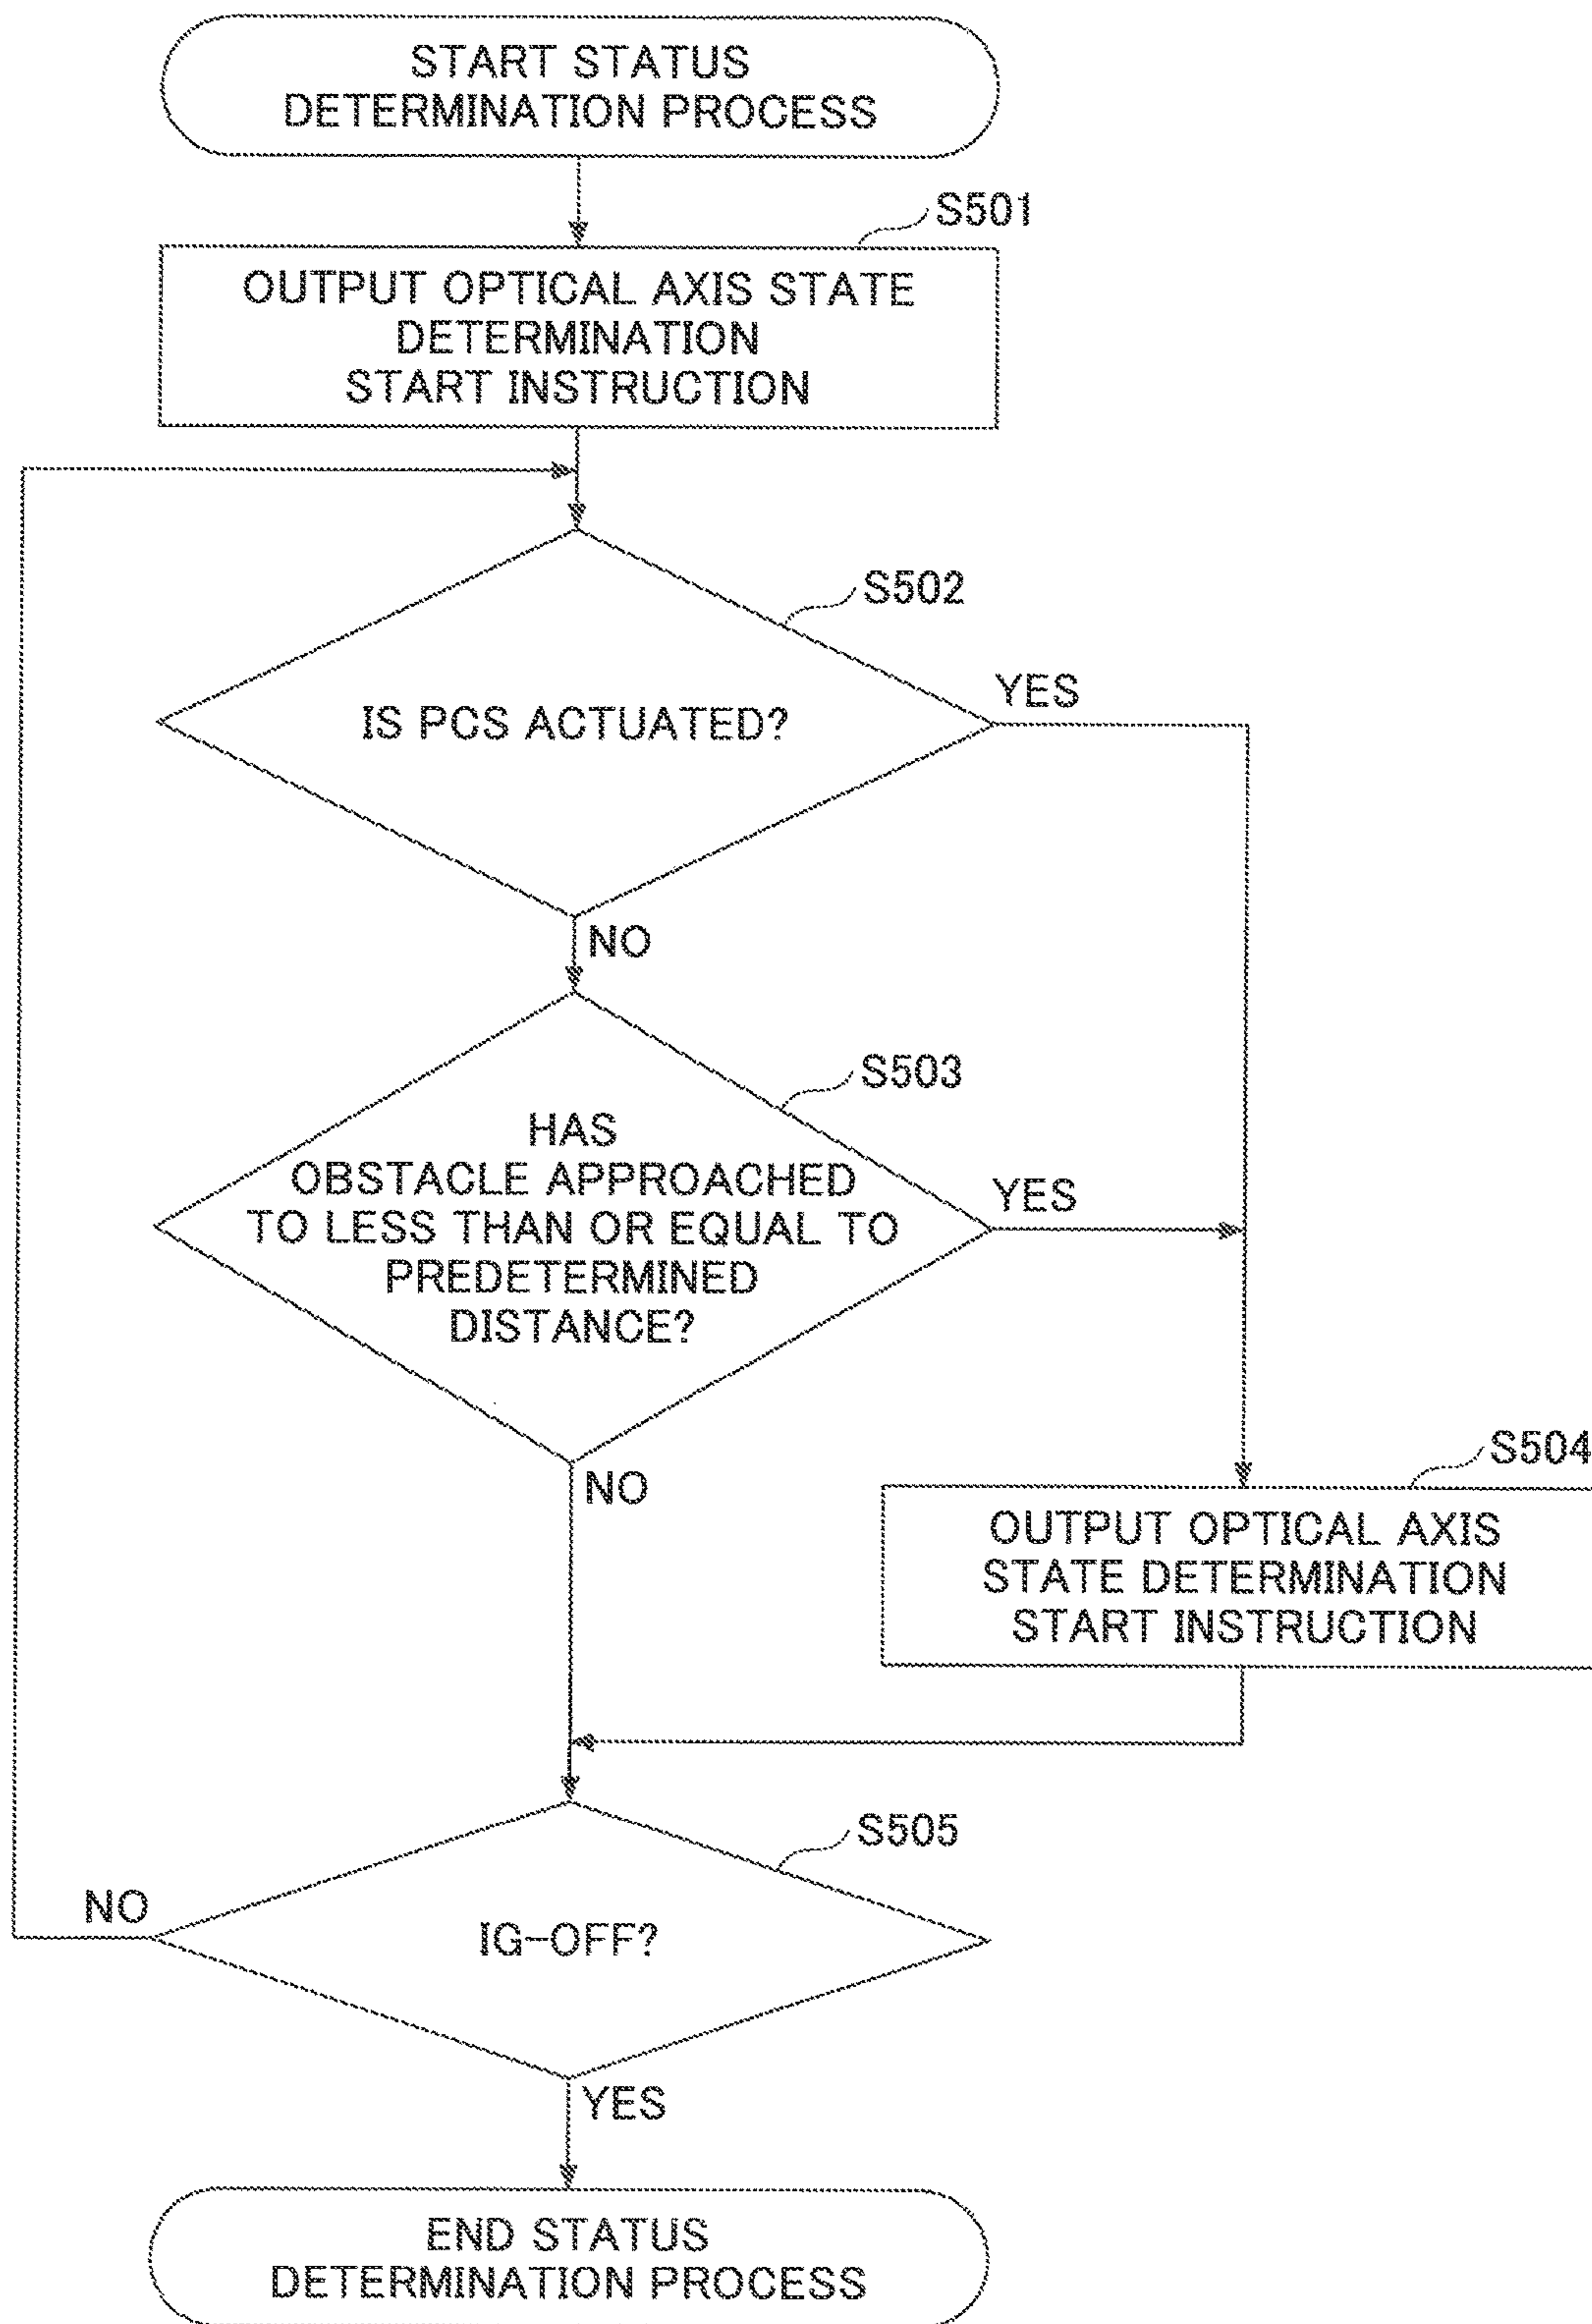 START STATUS
DETERMINATION PROCESS
S501
OUTPUT OPTICAL AXIS STATE
DETERMINATION
START INSTRUCTION
S502
IS PCS ACTUATED?
YES
NO
S503
HAS
OBSTACLE APPROACHED
TO LESS THAN OR EQUAL TO
PREDETERMINED
DISTANCE?
YES
NO
S504
OUTPUT OPTICAL AXIS
STATE DETERMINATION
START INSTRUCTION
S505
IG-OFF?
NO
YES
END STATUS
DETERMINATION PROCESS